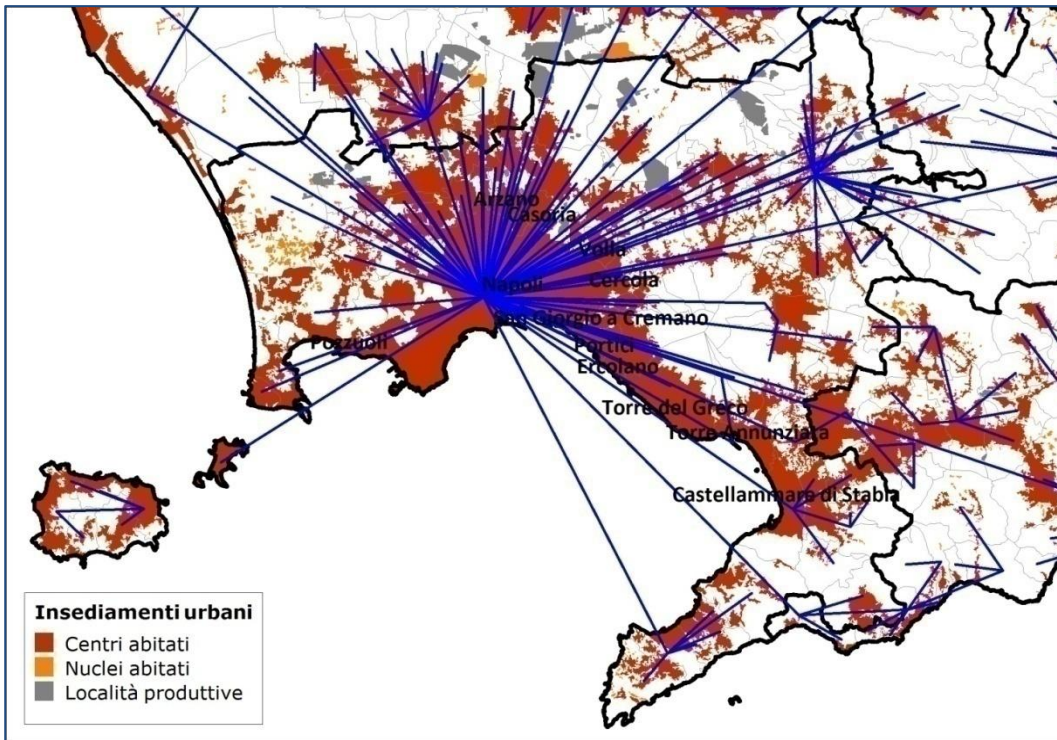 Arzano
Casoria
Volla
Napoli
Cercola
San Giorgio a Cremano
Pozzuoli
Portici
Ercolano
Torre del Greco
Torre Annunziata
Castellammare di Stabia
Insediamenti urbani
Centri abitati
Nuclei abitati
Località produttive